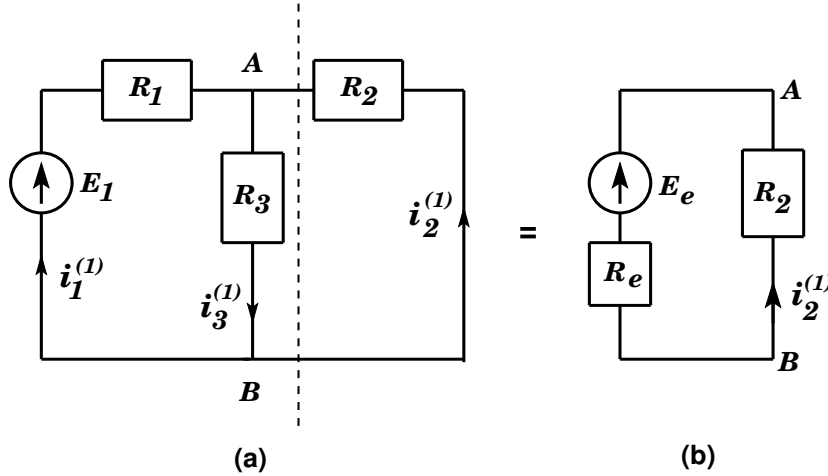 A
R1
R2
E1
R3
i1(1)
i3(1)
i2(1)
B
(a)
=
A
Ee
R2
Re
i2(1)
B
(b)